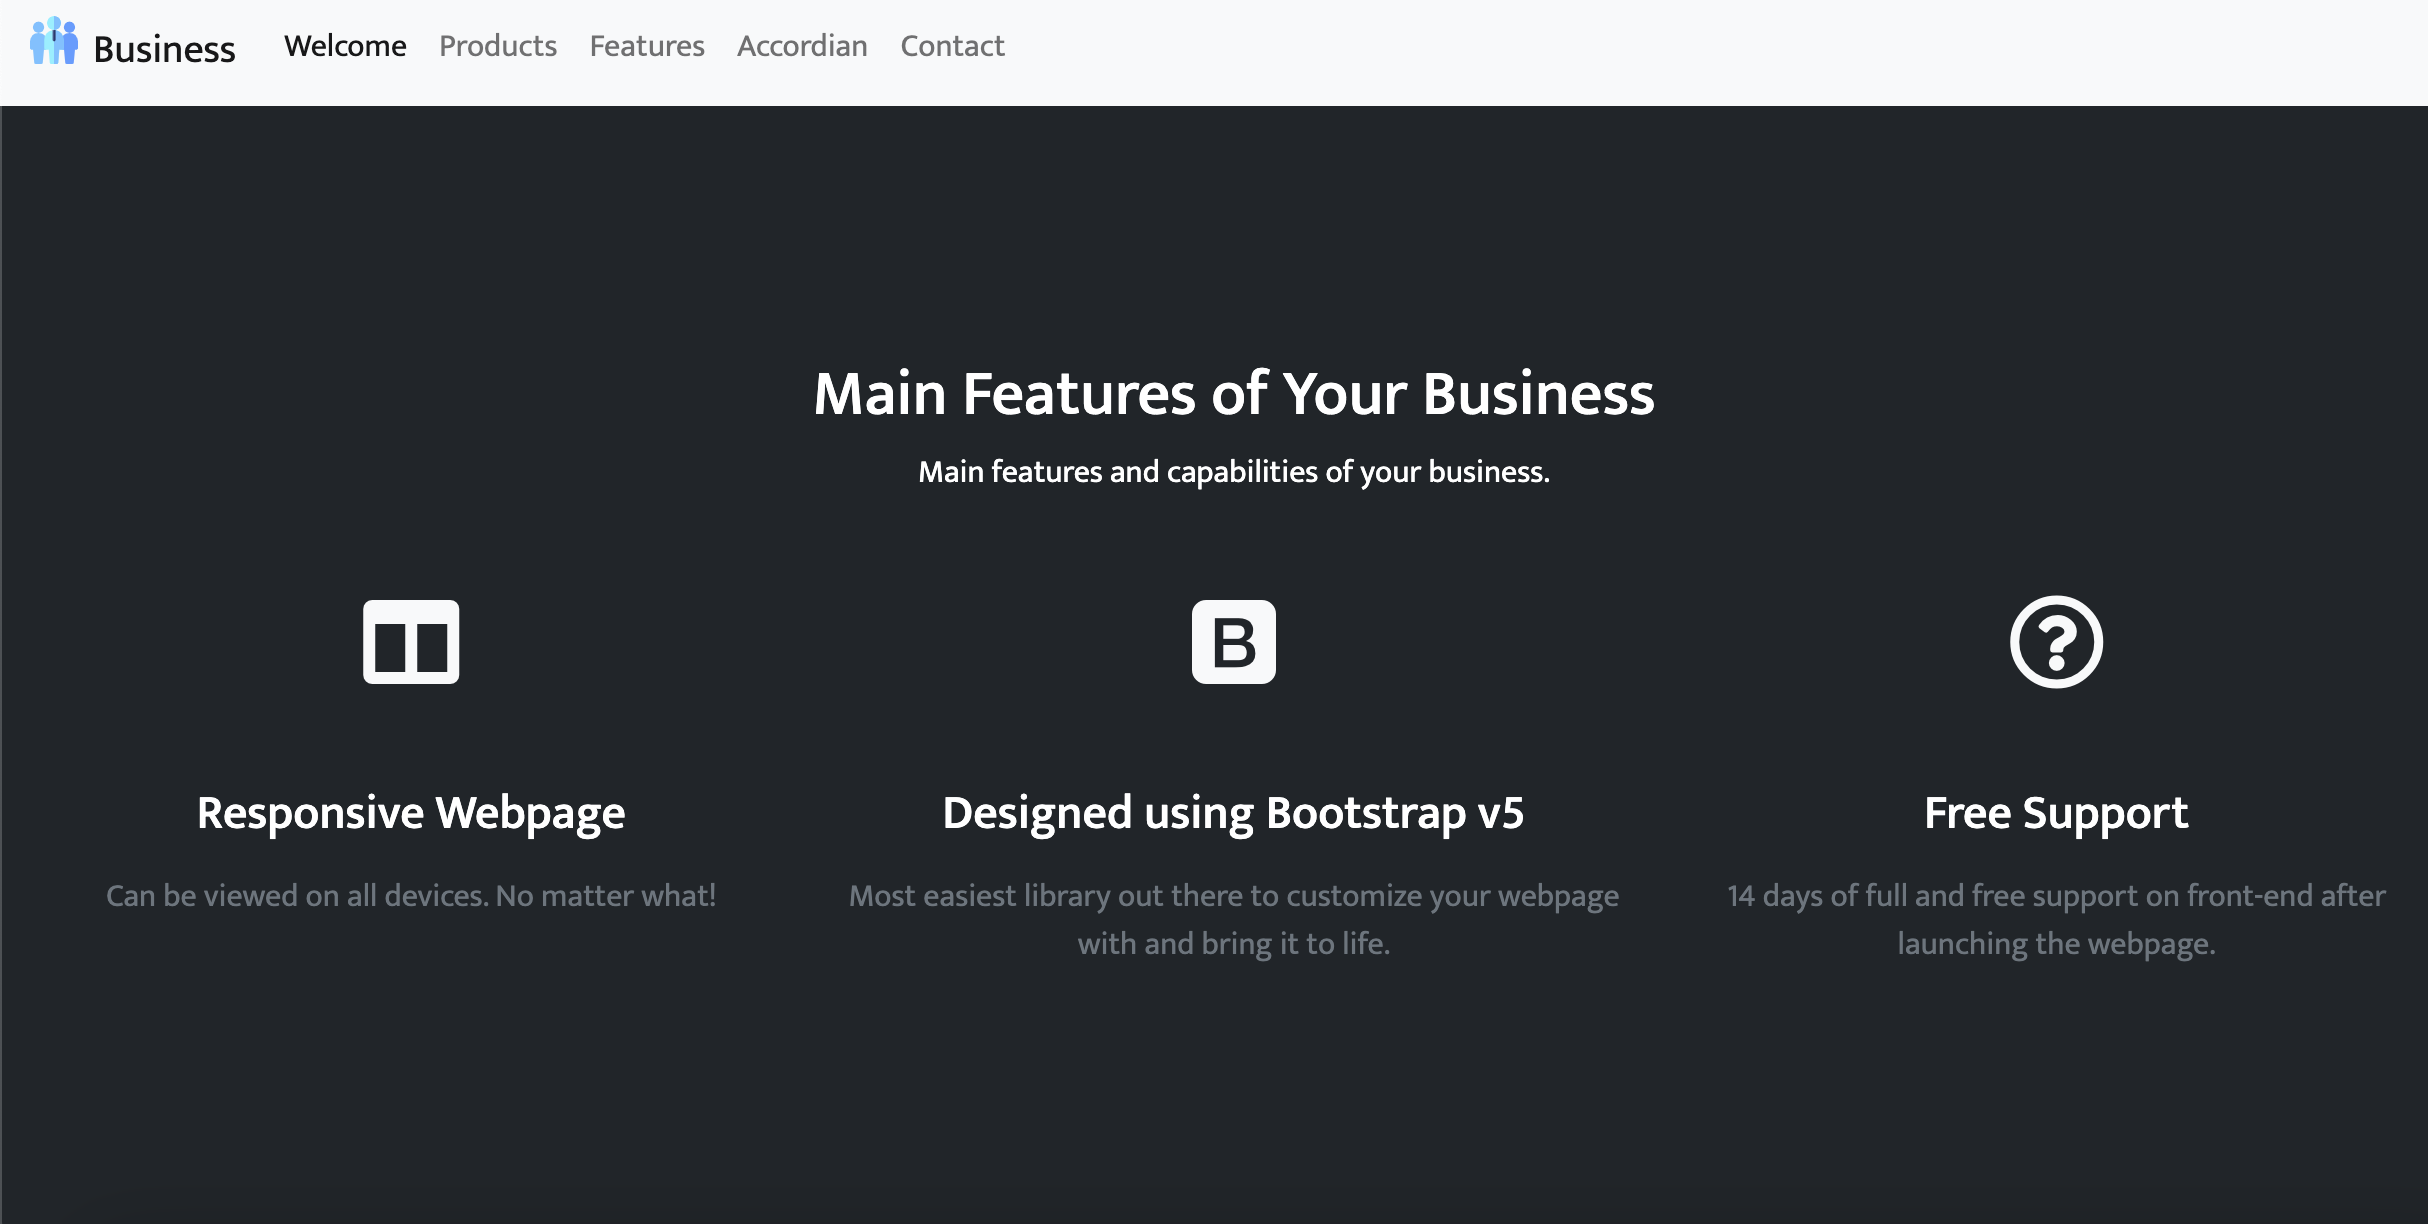 Business
Welcome
Products
Features
Accordian
Contact
Main Features of Your Business
Main features and capabilities of your business.
B
Responsive Webpage
Can be viewed on all devices. No matter what!
Designed using Bootstrap v5
Most easiest library out there to customize your webpage
with and bring it to life.
?
Free Support
14 days of full and free support on front-end after
launching the webpage.